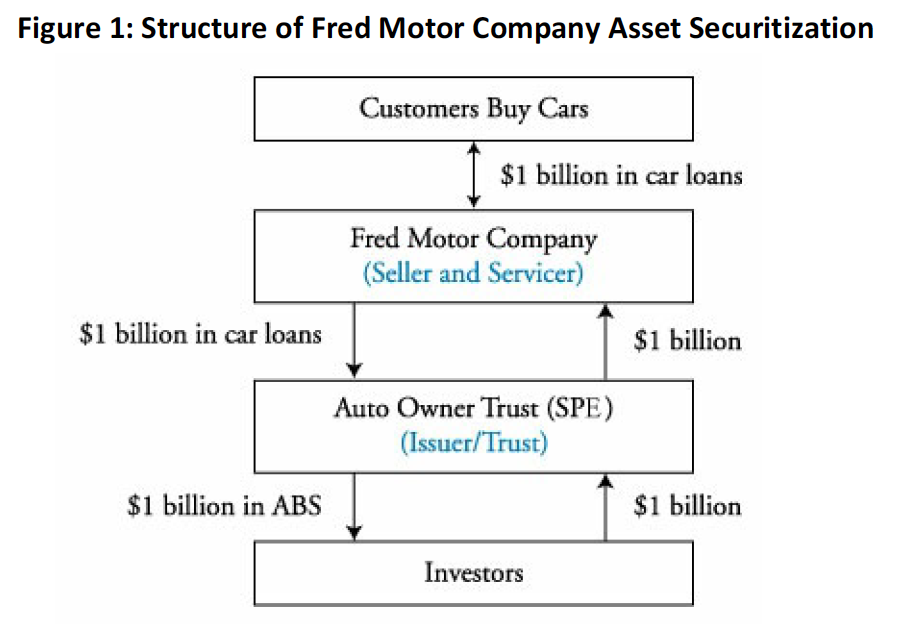 Figure 1: Structure of Fred Motor Company Asset Securitization
Customers Buy Cars
$1 billion in car loans
Fred Motor Company
(Seller and Servicer)
$1 billion in car loans
$1 billion
Auto Owner Trust (SPE)
(Issuer/Trust)
$1 billion in ABS
$1 billion
Investors